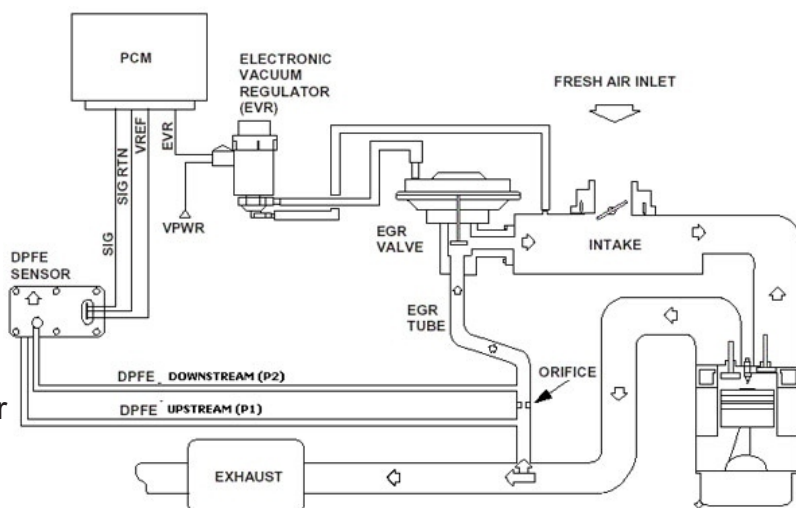 PCM
ELECTRONIC
VACUUM
REGULATOR
(EVR)
FRESH AIR INLET
SIG
SIG RTN
VREF
EVR
VPWR
DPFE
SENSOR
EGR
VALVE
INTAKE
EGR
TUBE
DPFE DOWNSTREAM (P2)
DPFE UPSTREAM (P1)
ORIFICE
r
EXHAUST